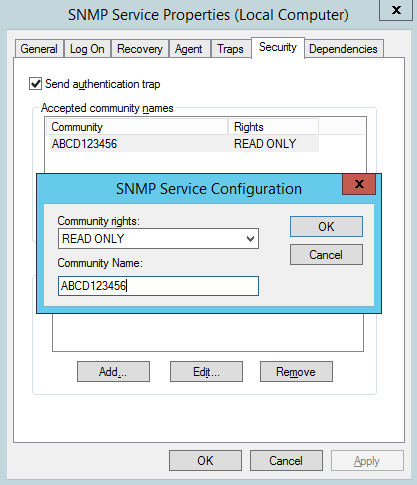 SNMP Service Properties (Local Computer)
x
General Log On Recovery Agent Traps Security Dependencies
Send authentication trap
Accepted community names
Community Rights
ABCD123456 READ ONLY
SNMP Service Configuration
x
Community rights:
READ ONLY
OK
Cancel
Community Name:
ABCD123456
Add... Edit... Remove
OK Cancel Apply